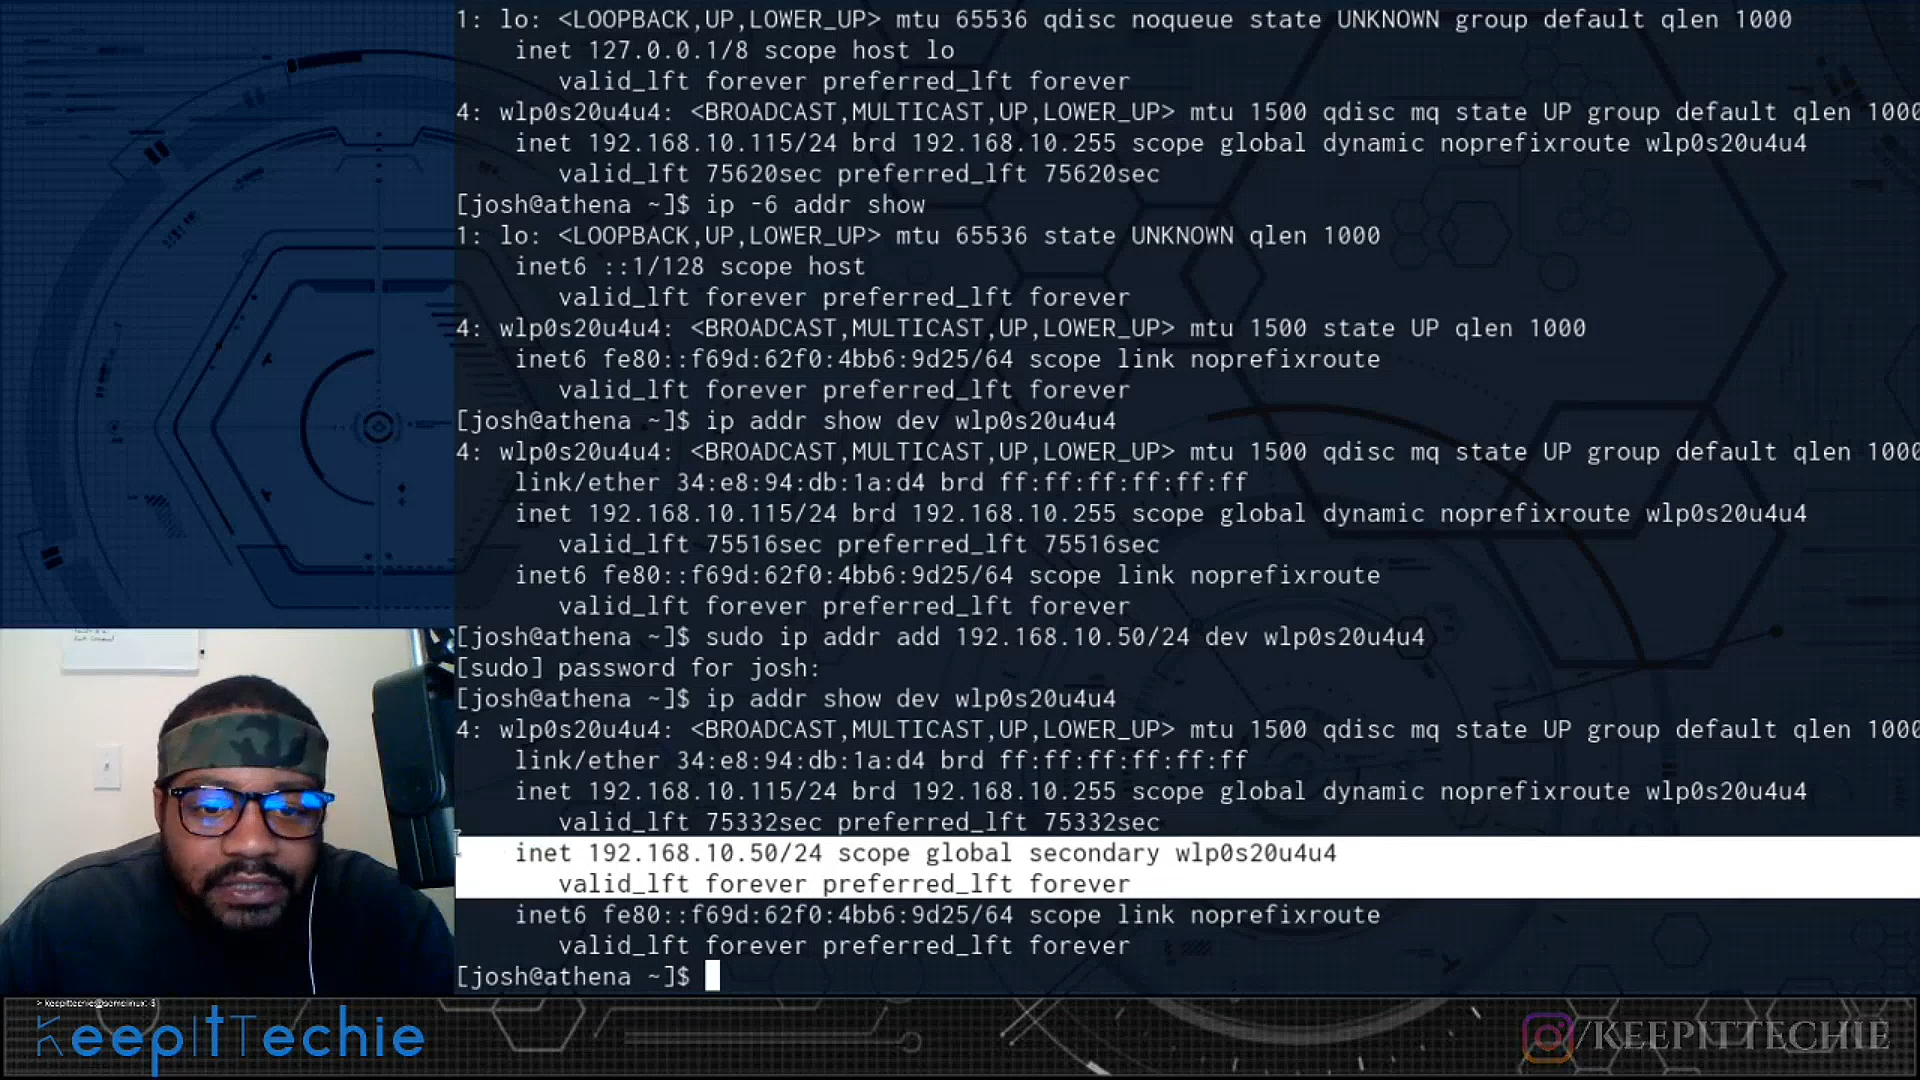 1: lo: <LOOPBACK,UP,LOWER_UP> mtu 65536 qdisc noqueue state UNKNOWN group default qlen 1000
inet 127.0.0.1/8 scope host lo
valid_lft forever preferred_lft forever
4: wlp0s20u4u4: <BROADCAST,MULTICAST,UP,LOWER_UP> mtu 1500 qdisc mq state UP group default qlen 1000
inet 192.168.10.115/24 brd 192.168.10.255 scope global dynamic noprefixroute wlp0s20u4u4
valid_lft 75620sec preferred_lft 75620sec
[josh@athena ~]$ ip -6 addr show
1: lo: <LOOPBACK,UP,LOWER_UP> mtu 65536 state UNKNOWN qlen 1000
inet6 ::1/128 scope host
valid_lft forever preferred_lft forever
4: wlp0s20u4u4: <BROADCAST,MULTICAST,UP,LOWER_UP> mtu 1500 state UP qlen 1000
inet6 fe80::f69d:62f0:4bb6:9d25/64 scope link noprefixroute
valid_lft forever preferred_lft forever
[josh@athena ~]$ ip addr show dev wlp0s20u4u4
4: wlp0s20u4u4: <BROADCAST,MULTICAST,UP,LOWER_UP> mtu 1500 qdisc mq state UP group default qlen 1000
link/ether 34:e8:94:db:1a:d4 brd ff:ff:ff:ff:ff:ff
inet 192.168.10.115/24 brd 192.168.10.255 scope global dynamic noprefixroute wlp0s20u4u4
valid_lft 75516sec preferred_lft 75516sec
inet6 fe80::f69d:62f0:4bb6:9d25/64 scope link noprefixroute
valid_lft forever preferred_lft forever
[josh@athena ~]$ sudo ip addr add 192.168.10.50/24 dev wlp0s20u4u4
[sudo] password for josh:
[josh@athena ~]$ ip addr show dev wlp0s20u4u4
4: wlp0s20u4u4: <BROADCAST,MULTICAST,UP,LOWER_UP> mtu 1500 qdisc mq state UP group default qlen 1000
link/ether 34:e8:94:db:1a:d4 brd ff:ff:ff:ff:ff:ff
inet 192.168.10.115/24 brd 192.168.10.255 scope global dynamic noprefixroute wlp0s20u4u4
valid_lft 75332sec preferred_lft 75332sec
inet 192.168.10.50/24 scope global secondary wlp0s20u4u4
valid_lft forever preferred_lft forever
inet6 fe80::f69d:62f0:4bb6:9d25/64 scope link noprefixroute
valid_lft forever preferred_lft forever
[josh@athena ~]$
> keepittechie@somelinux:~$
KeepItTechie
/KEEPITTECHIE